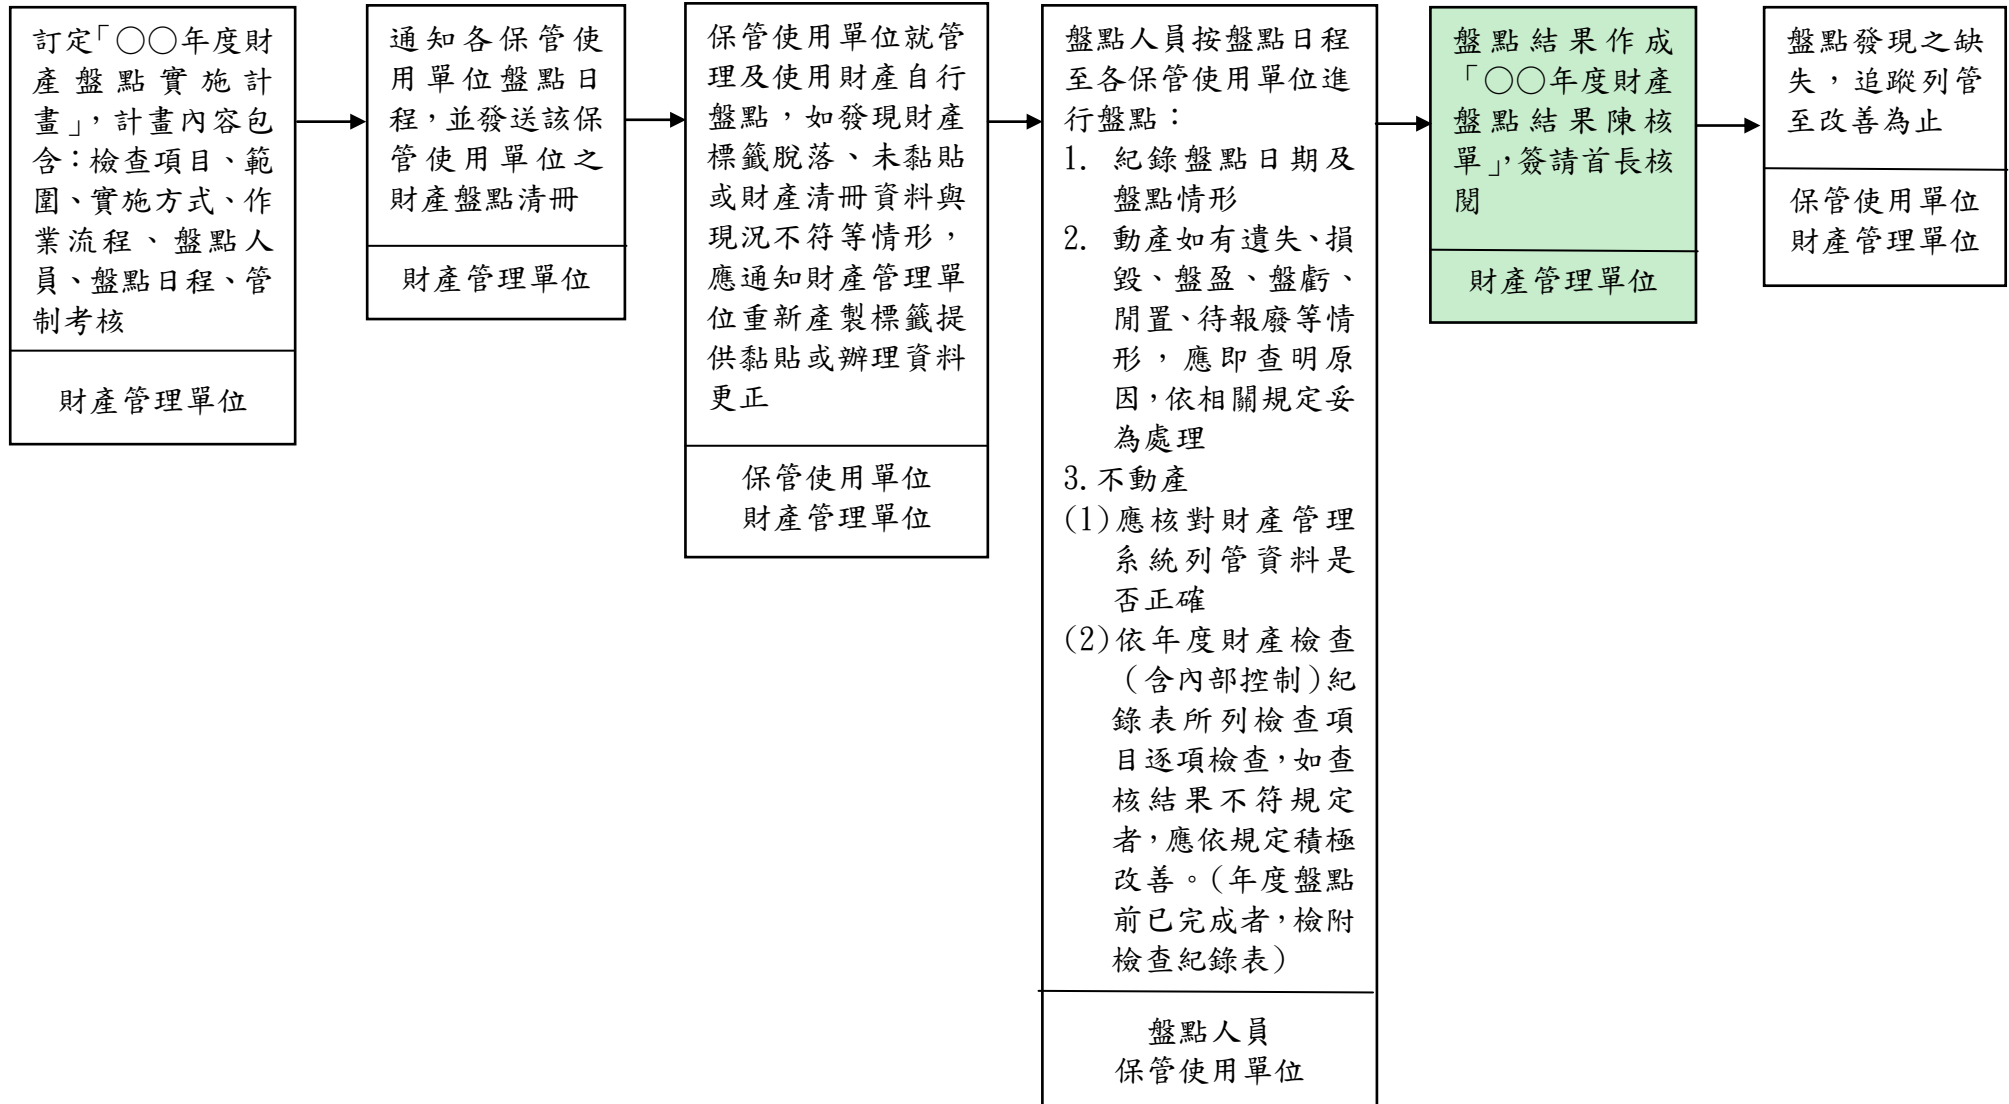 訂定「○○年度財
產盤點實施計
畫」，計畫內容包
含：檢查項目、範
圍、實施方式、作
業流程、盤點人
員、盤點日程、管
制考核
財產管理單位
通知各保管使
用單位盤點日
程，並發送該保
管使用單位之
財產盤點清冊
財產管理單位
保管使用單位就管
理及使用財產自行
盤點，如發現財產
標籤脫落、未黏貼
或財產清冊資料與
現況不符等情形，
應通知財產管理單
位重新產製標籤提
供黏貼或辦理資料
更正
保管使用單位
財產管理單位
盤點人員按盤點日程
至各保管使用單位進
行盤點：
1. 紀錄盤點日期及
盤點情形
2. 動產如有遺失、損
毀、盤盈、盤虧、
閒置、待報廢等情
形，應即查明原
因，依相關規定妥
為處理
3.不動產
(1)應核對財產管理
系統列管資料是
否正確
(2)依年度財產檢查
（含內部控制）紀
錄表所列檢查項
目逐項檢查，如查
核結果不符規定
者，應依規定積極
改善。（年度盤點
前已完成者，檢附
檢查紀錄表）
盤點人員
保管使用單位
盤點結果作成
「○○年度財產
盤點結果陳核
單」，簽請首長核
閱
財產管理單位
盤點發現之缺
失，追蹤列管
至改善為止
保管使用單位
財產管理單位